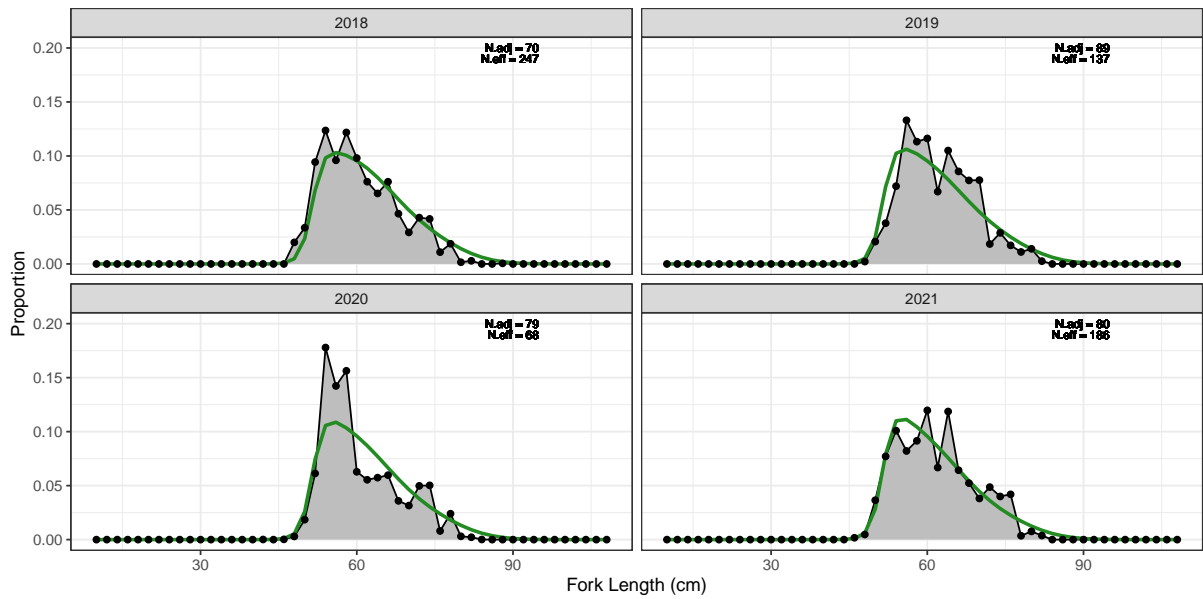 2018
2019
N.adj = 70
N.eff = 247
N.adj = 89
N.eff = 137
0.20
0.15
0.10
0.05
0.00
2020
2021
N.adj = 79
N.eff = 68
N.adj = 80
N.eff = 186
0.20
0.15
0.10
0.05
0.00
Proportion
30
60
90
30
60
90
Fork Length (cm)